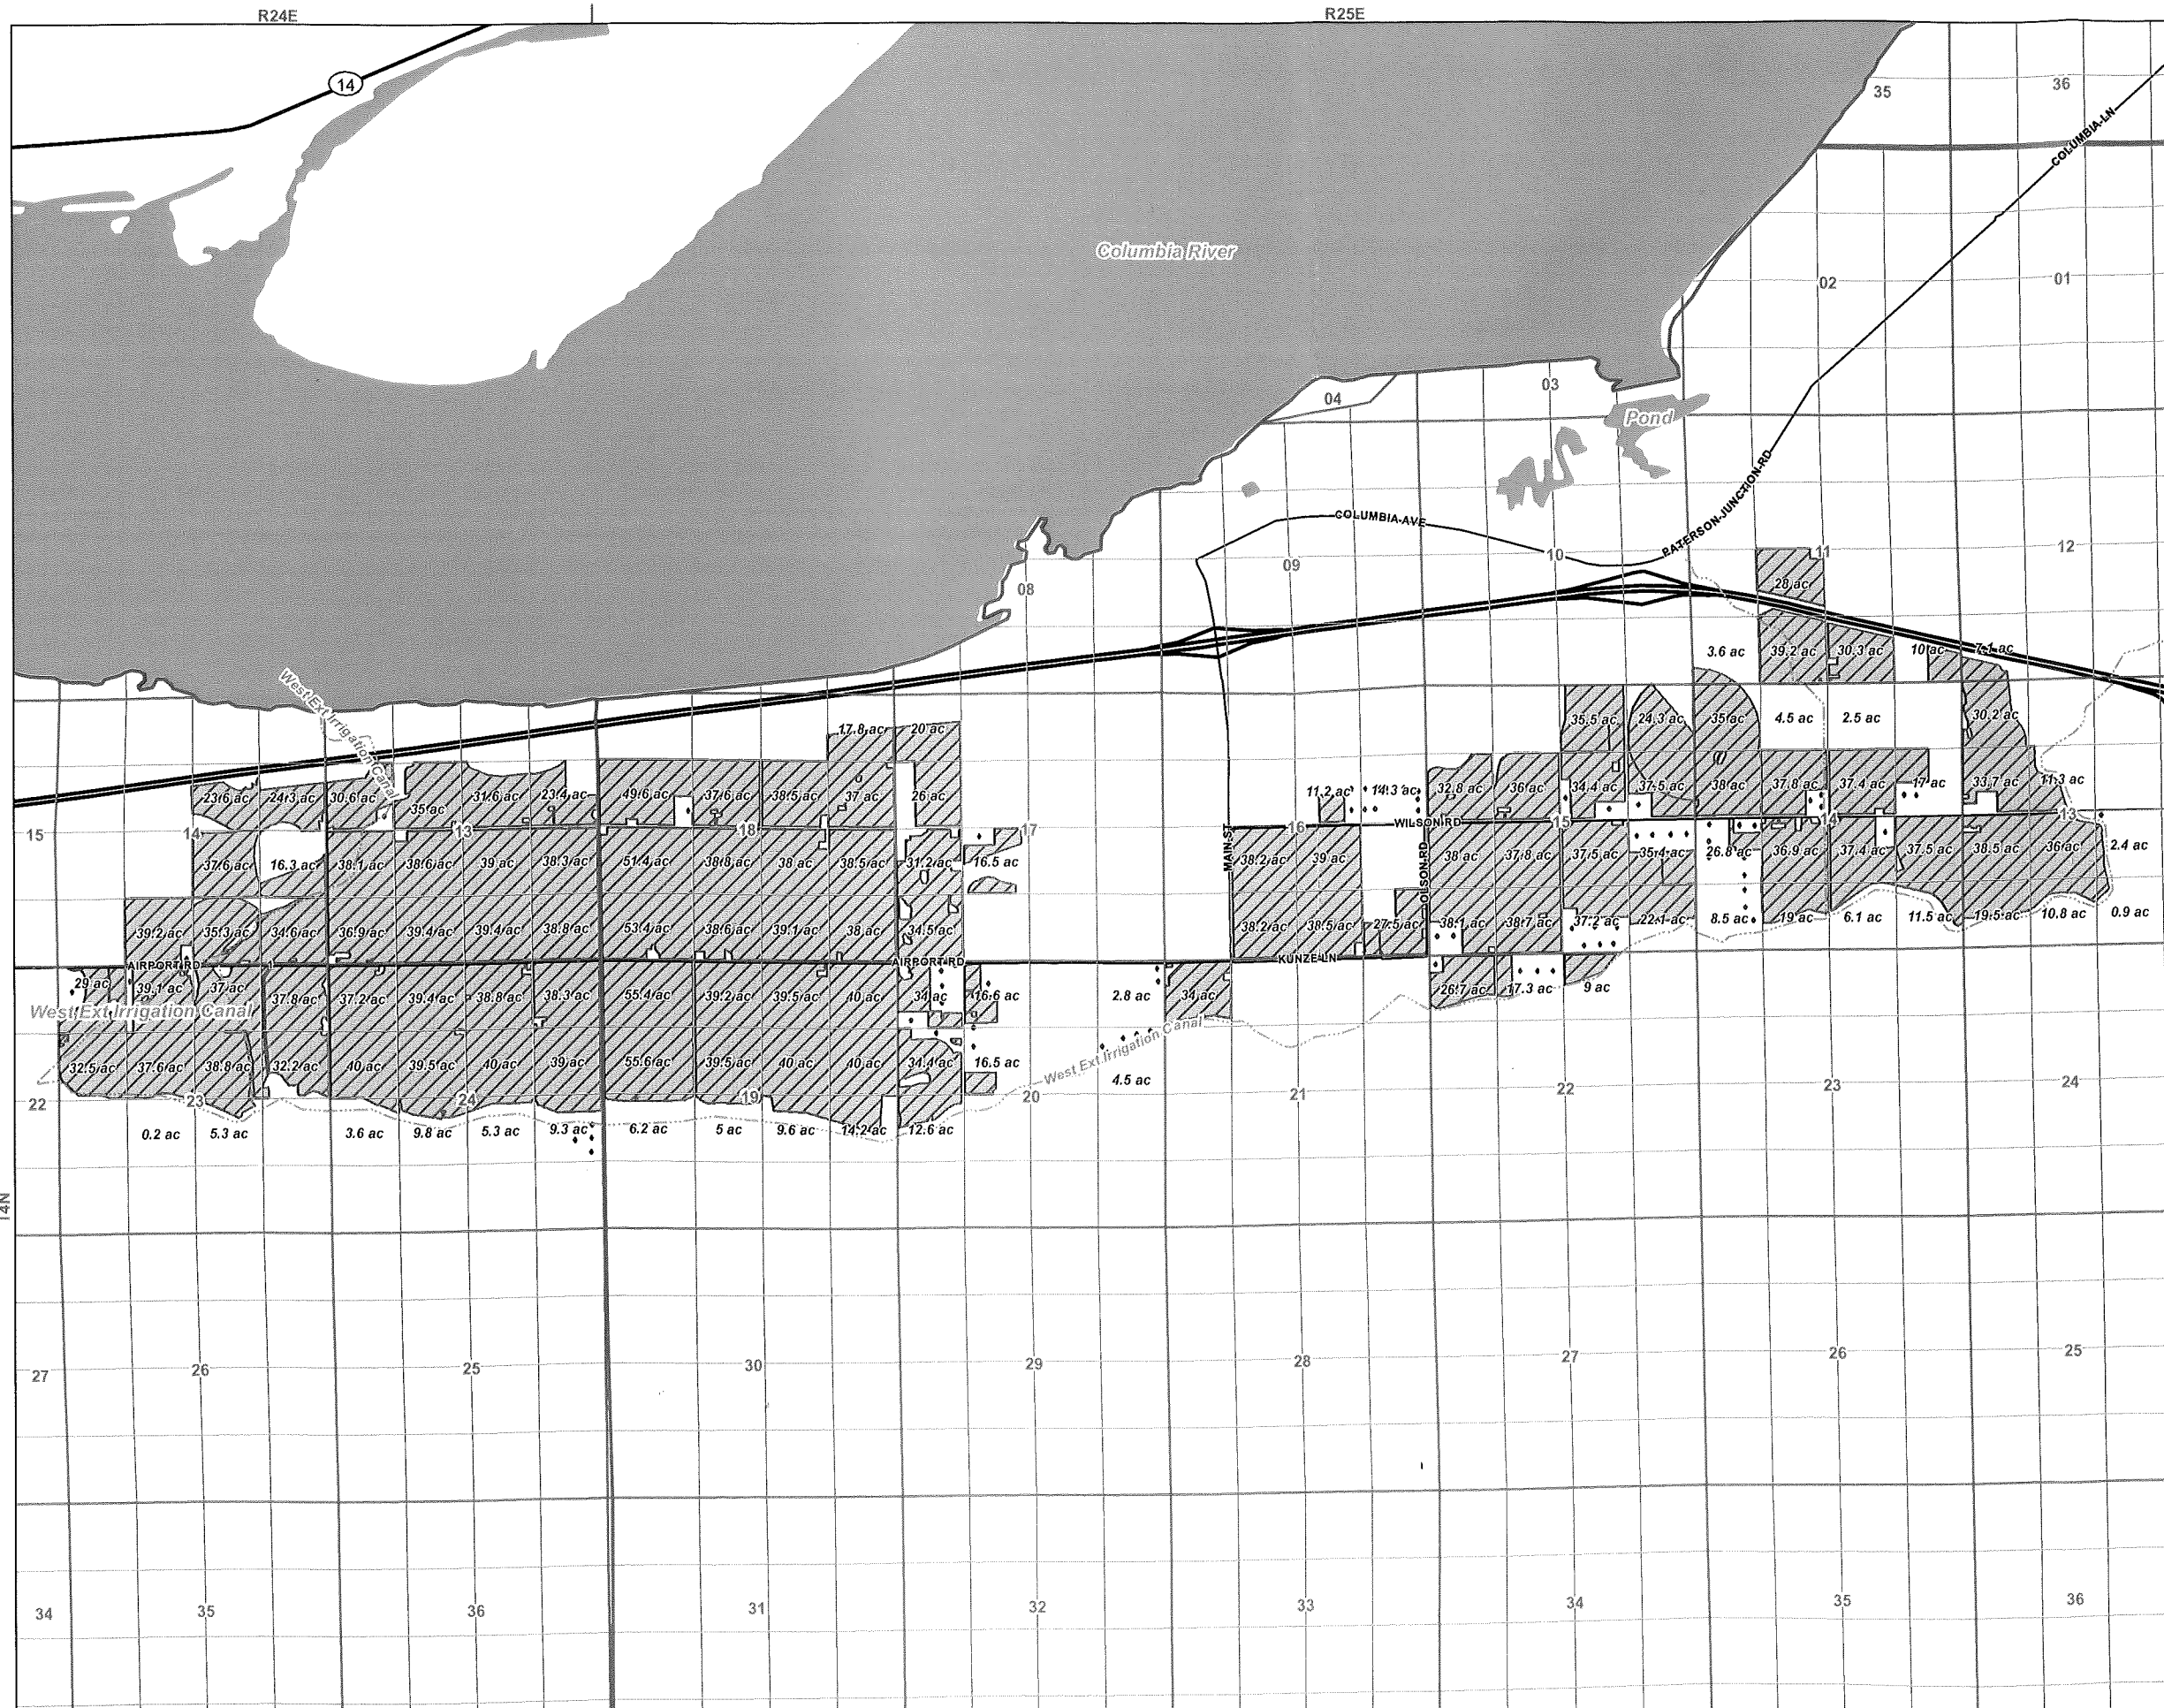 R24E
R25E
14
35
36
COLUMBIA-LN
Columbia River
02
01
04
03
Pond
PATERSON-JUNCTION-RD
COLUMBIA-AVE
10
11
12
09
08
28 ac
3.6 ac
39.2 ac
30.3 ac
10 ac
7.1 ac
West Ext Irrigation Canal
17.8 ac
20 ac
35.5 ac
24.3 ac
35 ac
4.5 ac
2.5 ac
30.2 ac
23.6 ac
24.3 ac
30.6 ac
35 ac
31.6 ac
23.4 ac
49.6 ac
37.6 ac
38.5 ac
37 ac
26 ac
11.2 ac
14.3 ac
32.8 ac
36 ac
34.4 ac
37.5 ac
38 ac
37.8 ac
37.4 ac
17 ac
33.7 ac
11.3 ac
15
14
13
18
17
16
WILSON RD
15
14
13
MAIN-ST
OLSON-RD
37.6 ac
16.3 ac
38.1 ac
38.6 ac
39 ac
38.3 ac
51.4 ac
38.8 ac
38 ac
38.5 ac
31.2 ac
16.5 ac
38.2 ac
39 ac
38 ac
37.8 ac
37.5 ac
35.4 ac
26.8 ac
36.9 ac
37.4 ac
37.5 ac
38.5 ac
36 ac
2.4 ac
39.2 ac
35.3 ac
34.6 ac
36.9 ac
39.4 ac
39.4 ac
38.8 ac
53.4 ac
38.6 ac
39.1 ac
38 ac
34.5 ac
38.2 ac
38.5 ac
27.5 ac
38.1 ac
38.7 ac
37.2 ac
22.1 ac
8.5 ac
19 ac
6.1 ac
11.5 ac
19.5 ac
10.8 ac
0.9 ac
AIRPORT RD
AIRPORT RD
KUNZE LN
29 ac
39.1 ac
37 ac
37.8 ac
37.2 ac
39.4 ac
38.8 ac
38.3 ac
55.4 ac
39.2 ac
39.5 ac
40 ac
34 ac
16.6 ac
2.8 ac
34 ac
26.7 ac
17.3 ac
9 ac
West Ext Irrigation Canal
West Ext Irrigation Canal
32.5 ac
37.6 ac
38.8 ac
32.2 ac
40 ac
39.5 ac
40 ac
39 ac
55.6 ac
39.5 ac
40 ac
40 ac
34.4 ac
16.5 ac
4.5 ac
22
23
24
19
20
21
22
23
24
0.2 ac
5.3 ac
3.6 ac
9.8 ac
5.3 ac
9.3 ac
6.2 ac
5 ac
9.6 ac
14.2 ac
12.6 ac
14N
27
26
25
30
29
28
27
26
25
34
35
36
31
32
33
34
35
36